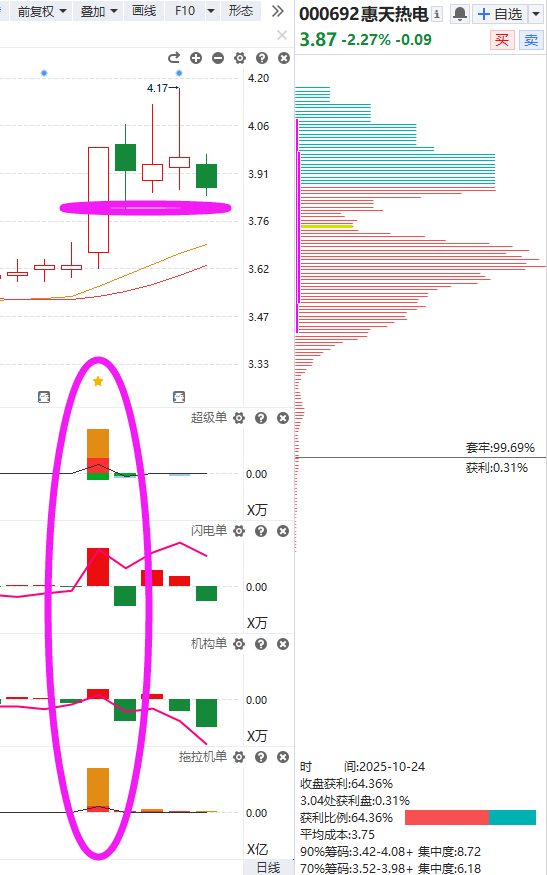 前复权 叠加 画线 F10 形态
000692 惠天热电
自选
3.87 -2.27% -0.09
买 卖
4.20
4.17
4.06
3.91
3.76
3.62
3.47
3.33
超级单
0.00
X万
闪电单
0.00
X万
机构单
0.00
X万
拖拉机单
0.00
X亿
日线
套牢:99.69%
获利:0.31%
时 间:2025-10-24
收盘获利:64.36%
3.04处获利盘:0.31%
获利比例:64.36%
平均成本:3.75
90%筹码:3.42-4.08+ 集中度:8.72
70%筹码:3.52-3.98+ 集中度:6.18